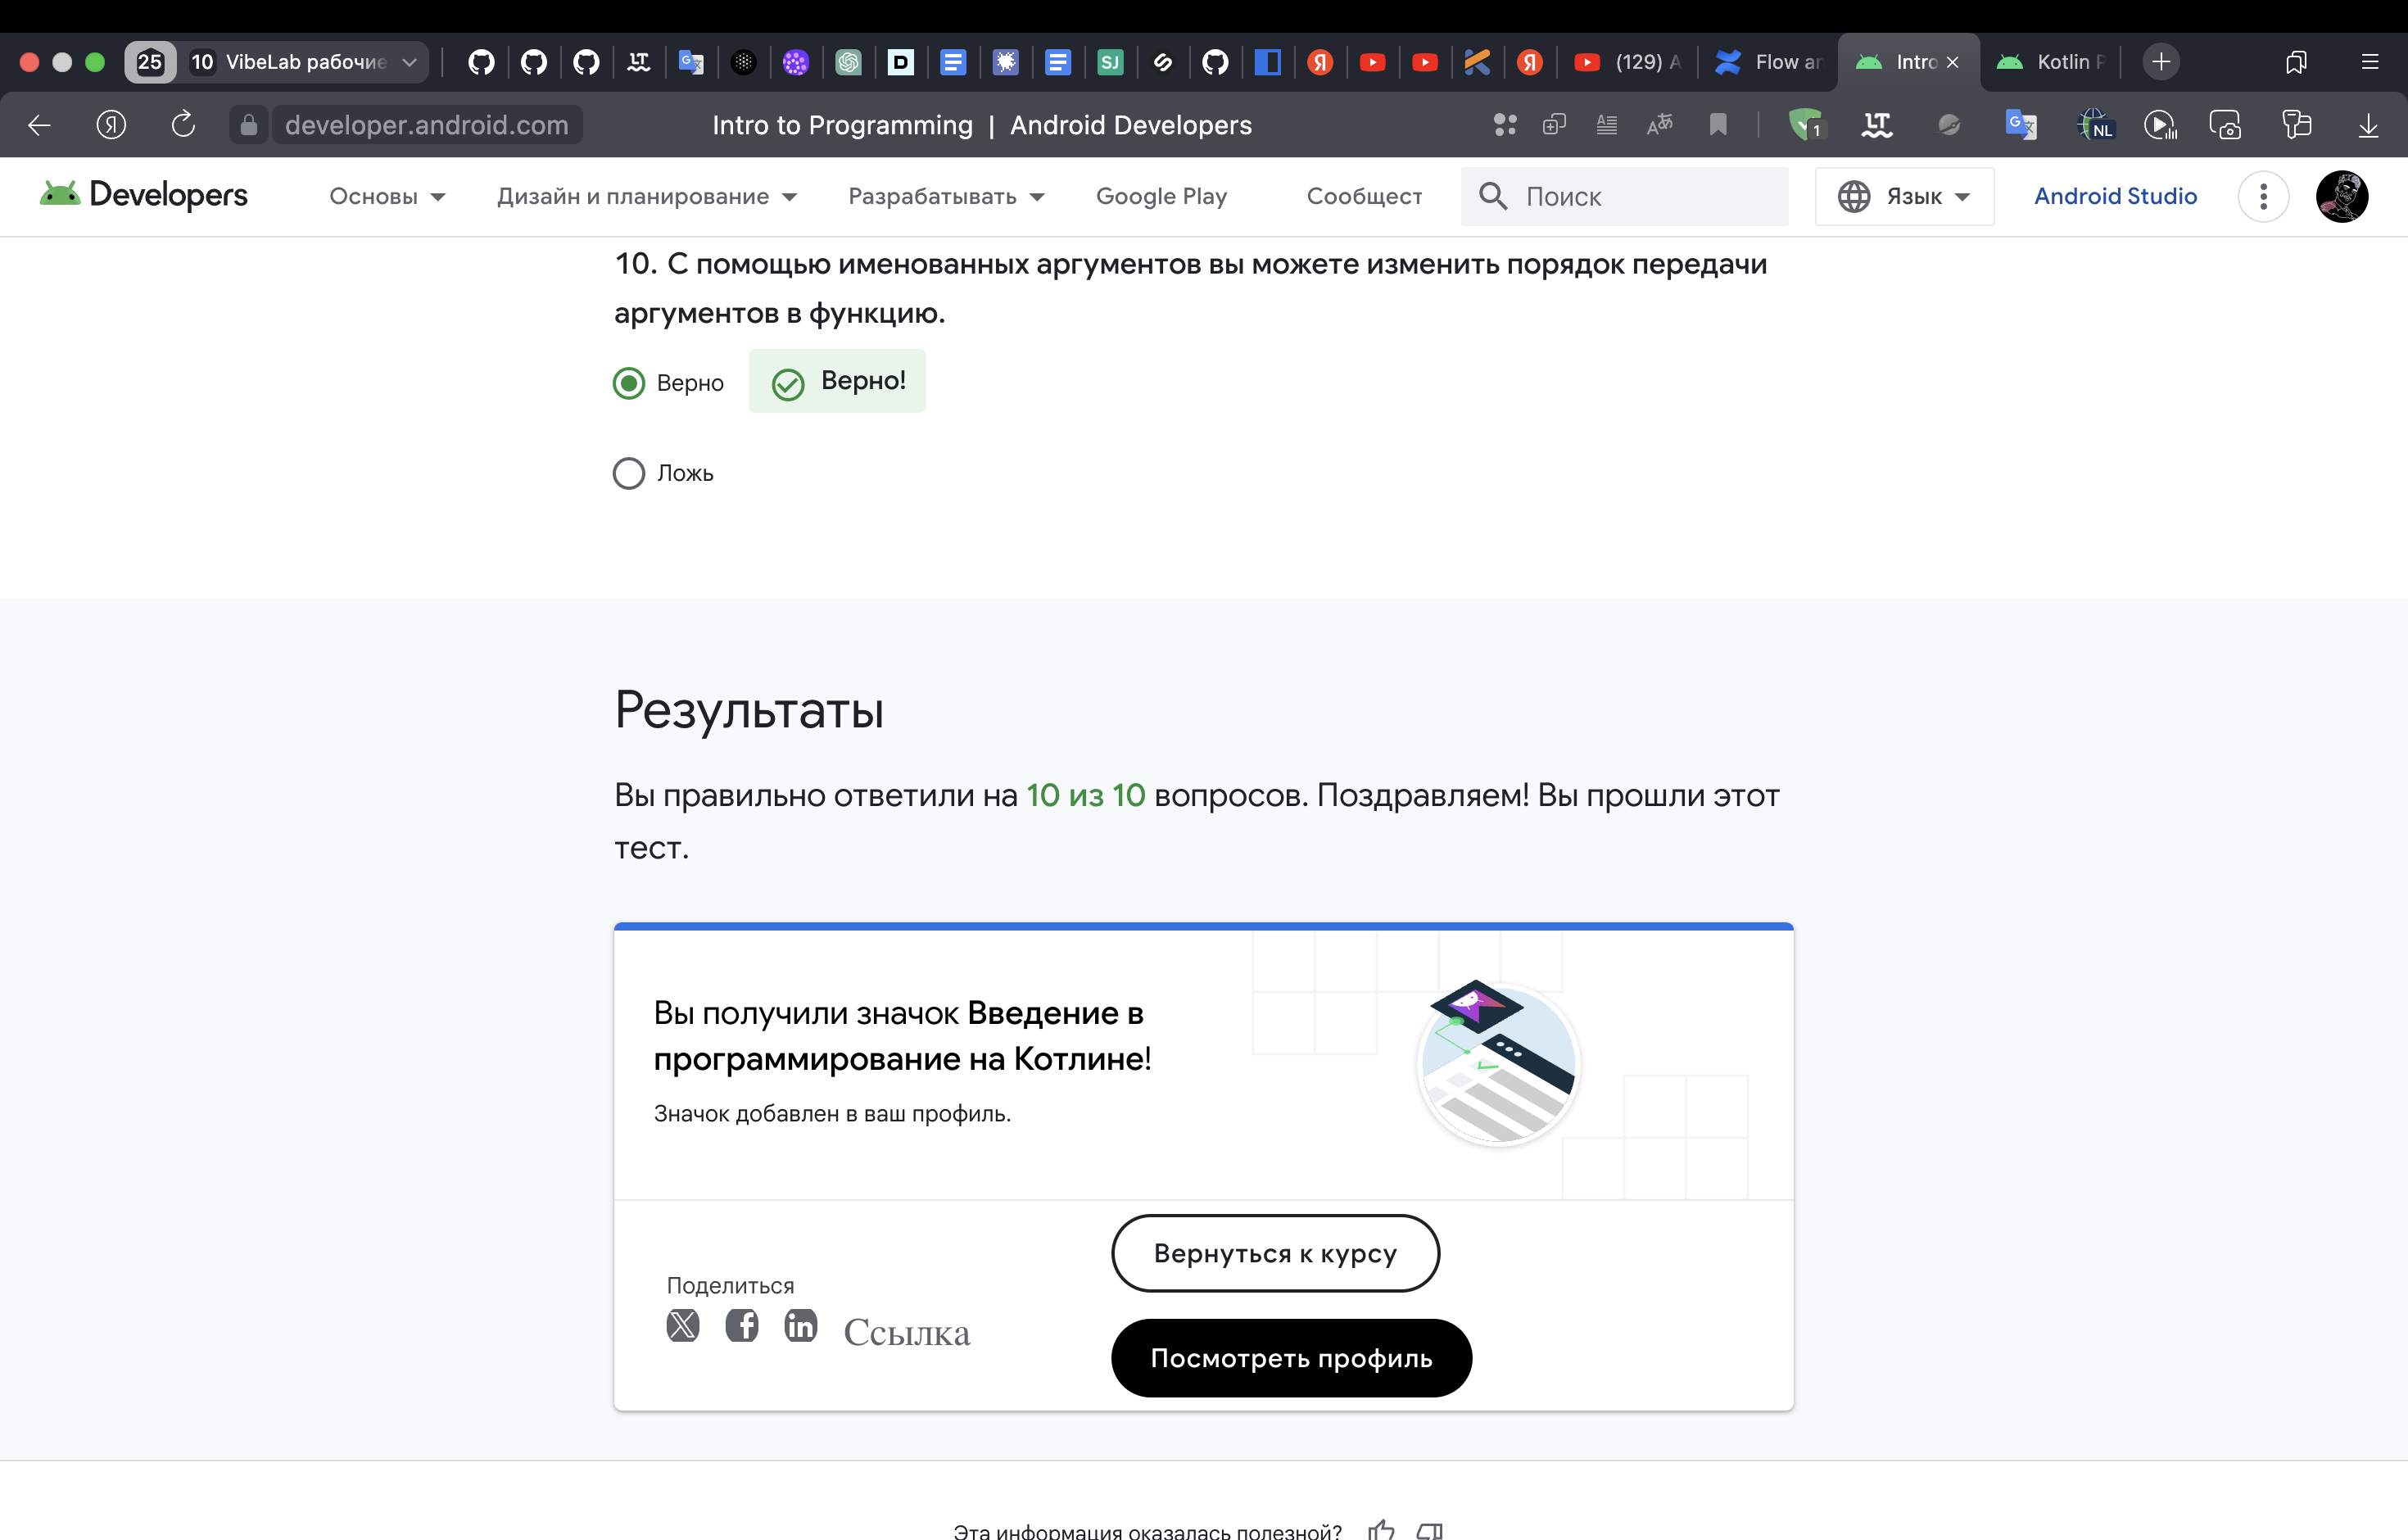 25
10 VibeLab рабочие
SJ
(129) A
Flow an
Intro
Kotlin P
developer.android.com
Intro to Programming | Android Developers
1
NL
Developers
Основы
Дизайн и планирование
Разрабатывать
Google Play
Сообщест
Поиск
Язык
Android Studio
10. С помощью именованных аргументов вы можете изменить порядок передачи
аргументов в функцию.
Верно
Верно!
Ложь
Результаты
Вы правильно ответили на 10 из 10 вопросов. Поздравляем! Вы прошли этот
тест.
Вы получили значок Введение в
программирование на Котлине!
Значок добавлен в ваш профиль.
Поделиться
Ссылка
Вернуться к курсу
Посмотреть профиль
Эта информация оказалась полезной?